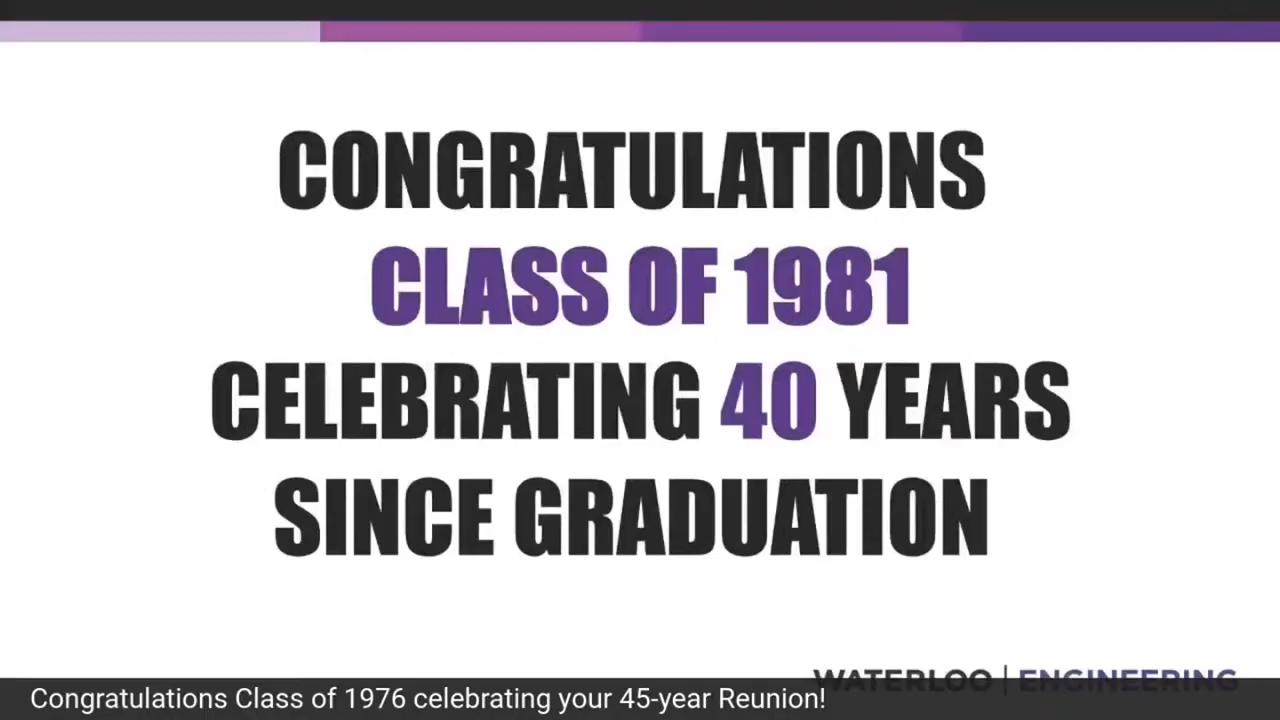 CONGRATULATIONS
CLASS OF 1981
CELEBRATING 40 YEARS
SINCE GRADUATION
WATERLOO | ENGINEERING
Congratulations Class of 1976 celebrating your 45-year Reunion!